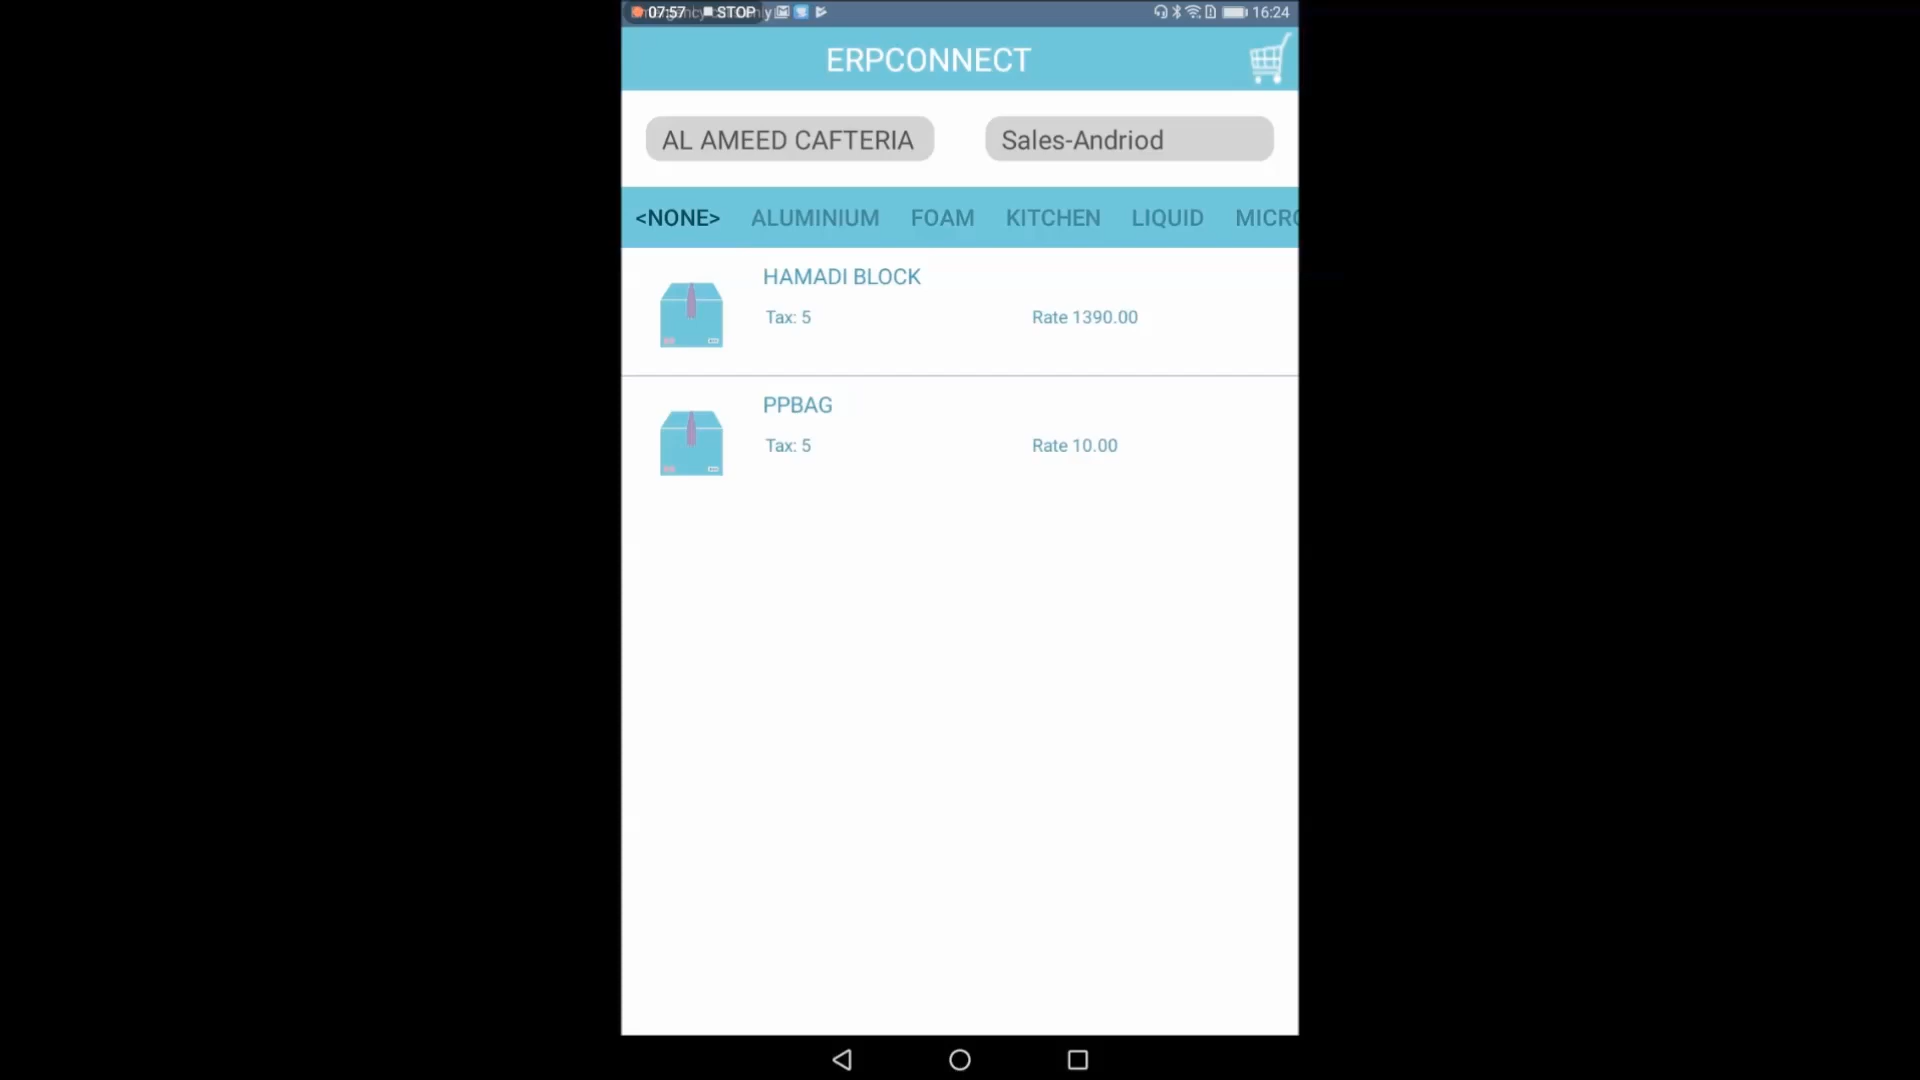 07:57 STOP 16:24
ERPCONNECT
AL AMEED CAFTERIA Sales-Andriod
<NONE> ALUMINIUM FOAM KITCHEN LIQUID MICRO
HAMADI BLOCK
Tax: 5 Rate 1390.00
PPBAG
Tax: 5 Rate 10.00